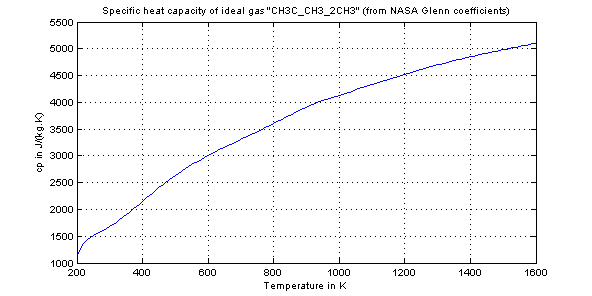 Specific heat capacity of ideal gas "CH3C_CH3_2CH3" (from NASA Glenn coefficients)
5500
5000
4500
4000
3500
3000
2500
2000
1500
1000
cp in J/(kg.K)
200 400 600 800 1000 1200 1400 1600
Temperature in K